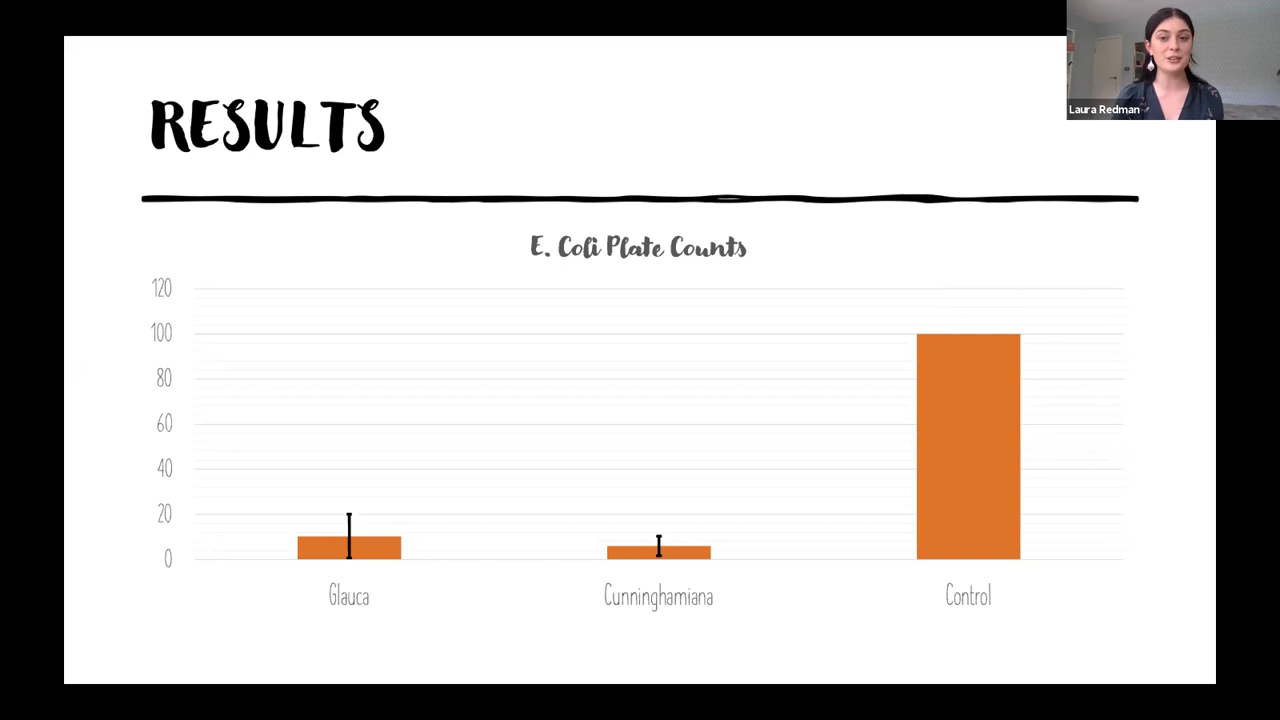 Laura Redman
RESULTS
E. Coli Plate Counts
120
100
80
60
40
20
0
Glauca
Cunninghamiana
Control